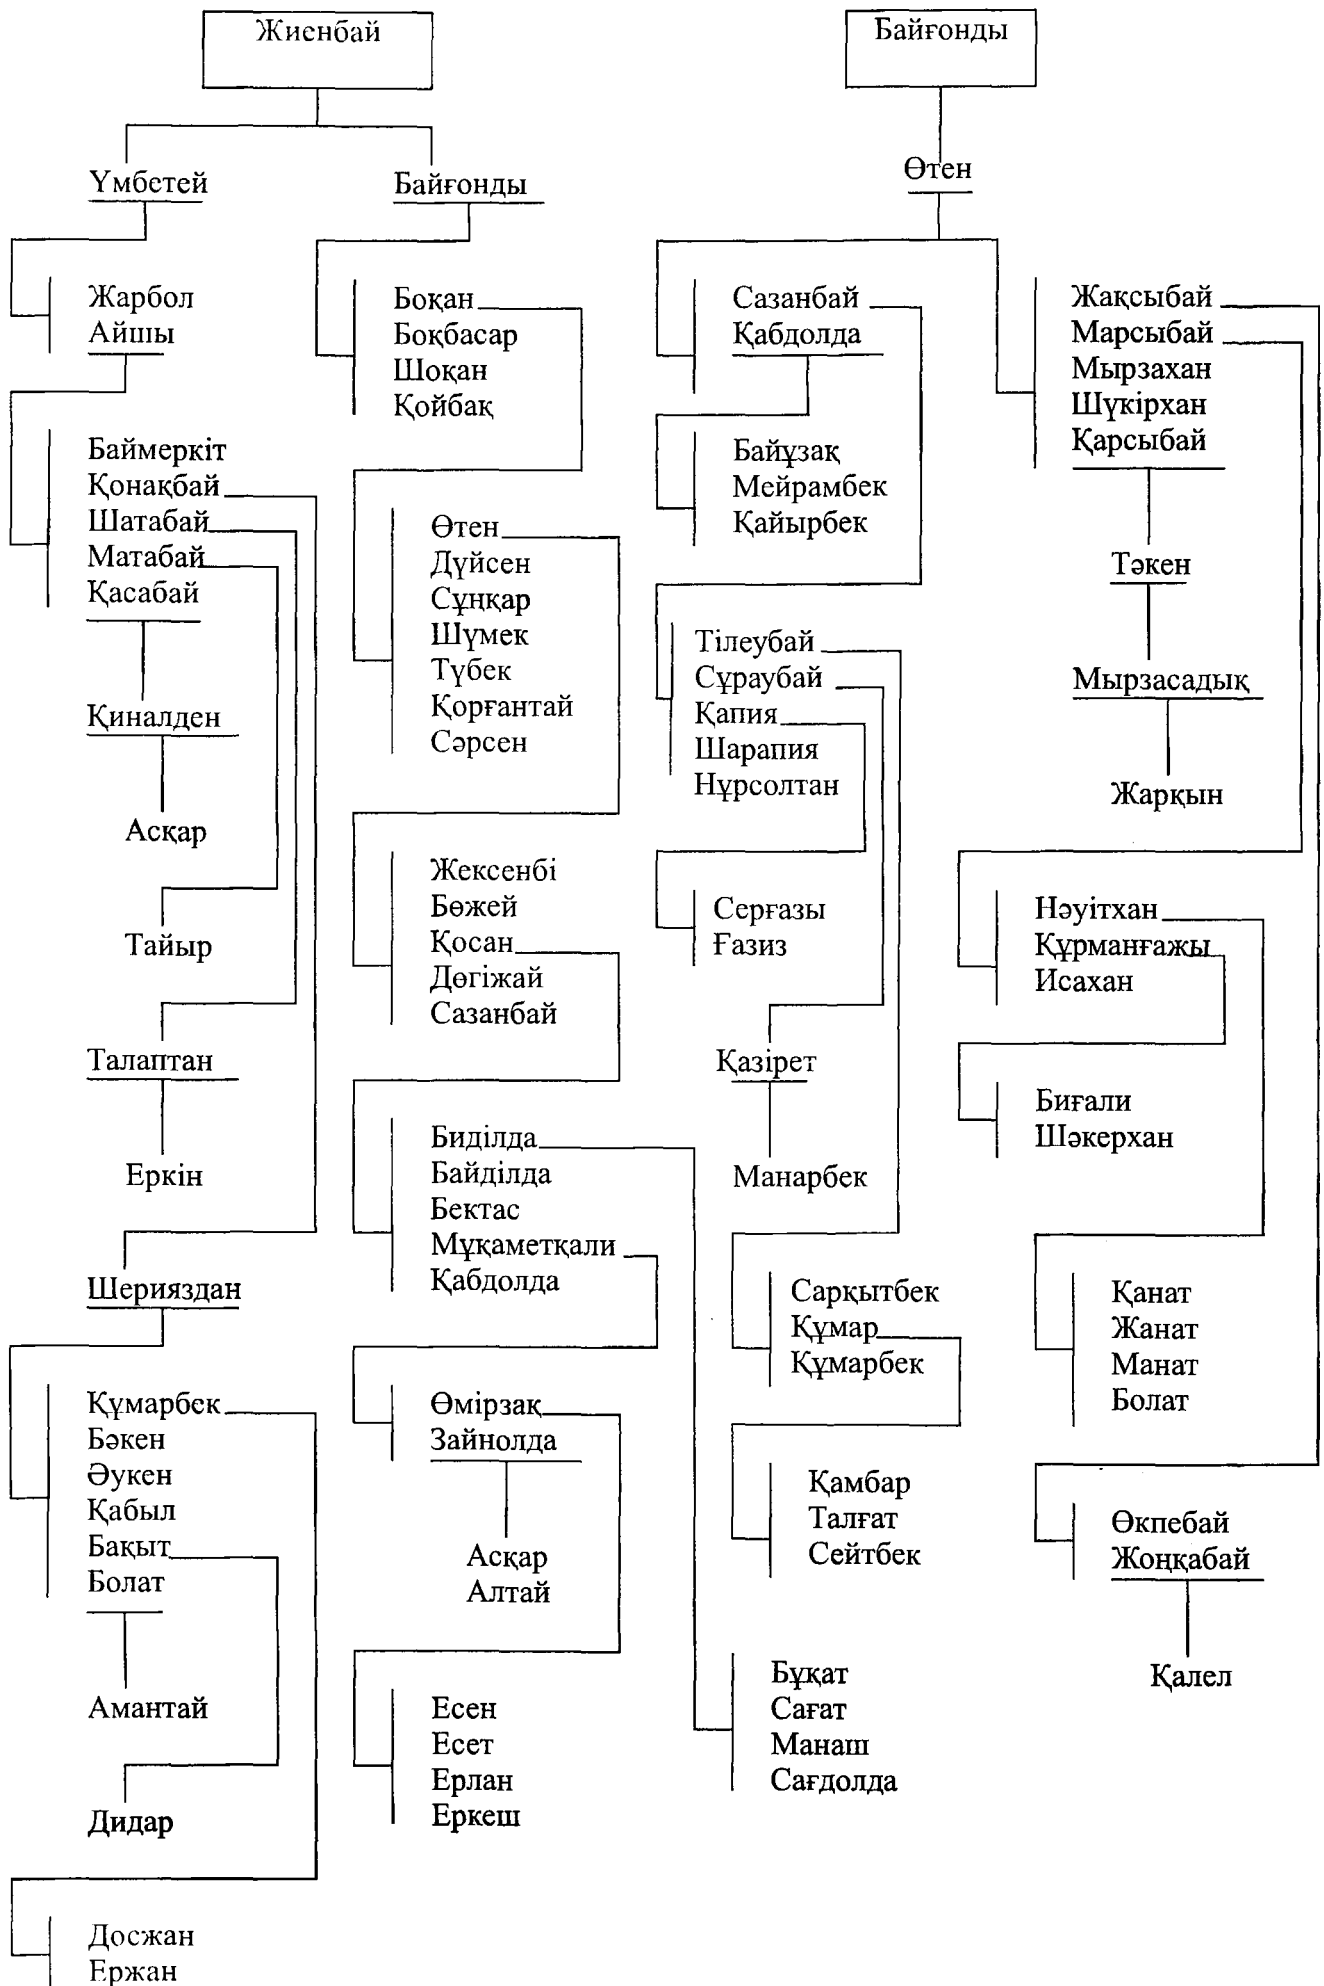 Жиенбай
Байғонды
Үмбетей
Байғонды
Өтен
Жарбол
Айшы
Боқан
Боқбасар
Шоқан
Қойбақ
Сазанбай
Қабдолда
Жақсыбай
Марсыбай
Мырзахан
Шүкірхан
Қарсыбай
Баймеркіт
Қонақбай
Шатабай
Матабай
Қасабай
Өтен
Дүйсен
Сұңқар
Шүмек
Түбек
Қорғантай
Сәрсен
Байұзақ
Мейрамбек
Қайырбек
Тәкен
Тілеубай
Сұраубай
Қапия
Шарапия
Нұрсолтан
Мырзасадық
Жарқын
Қиналден
Асқар
Тайыр
Жексенбі
Бөжей
Қосан
Дөгіжай
Сазанбай
Серғазы
Ғазиз
Нәуітхан
Құрманғажы
Исахан
Талаптан
Еркін
Қазірет
Манарбек
Биғали
Шәкерхан
Биділда
Байділда
Бектас
Мұқаметқали
Қабдолда
Шерияздан
Сарқытбек
Құмар
Құмарбек
Қанат
Жанат
Манат
Болат
Құмарбек
Бәкен
Әукен
Қабыл
Бақыт
Болат
Өмірзақ
Зайнолда
Асқар
Алтай
Қамбар
Талғат
Сейтбек
Өкпебай
Жоңқабай
Қалел
Амантай
Дидар
Есен
Есет
Ерлан
Еркеш
Бұқат
Сағат
Манаш
Сағдолда
Досжан
Ержан